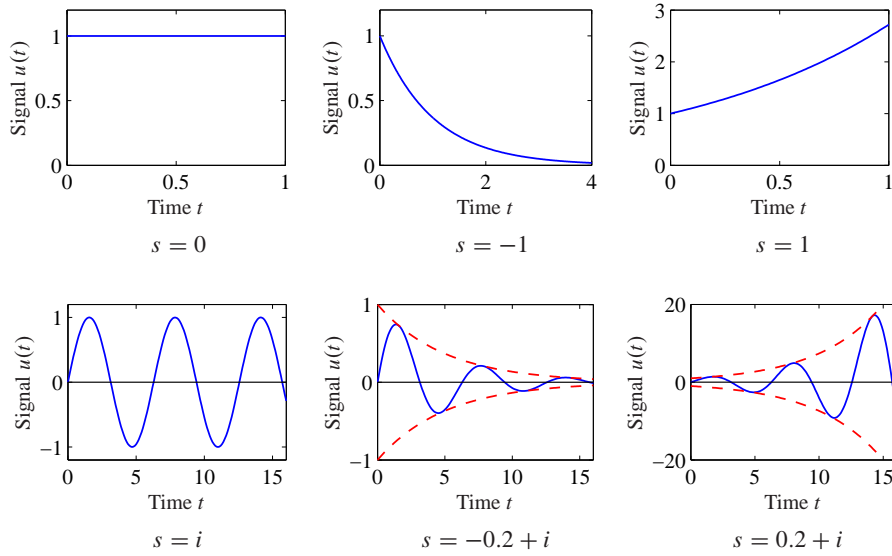 Signal u(t)
1
0
0
0.5
1
Time t
s = 0
Signal u(t)
1
0.5
0
0
2
4
Time t
s = −1
Signal u(t)
3
2
1
0
0
0.5
1
Time t
s = 1
Signal u(t)
1
0
−1
0
5
10
15
Time t
s = i
Signal u(t)
1
0
−1
0
5
10
15
Time t
s = −0.2 + i
Signal u(t)
20
0
−20
0
5
10
15
Time t
s = 0.2 + i